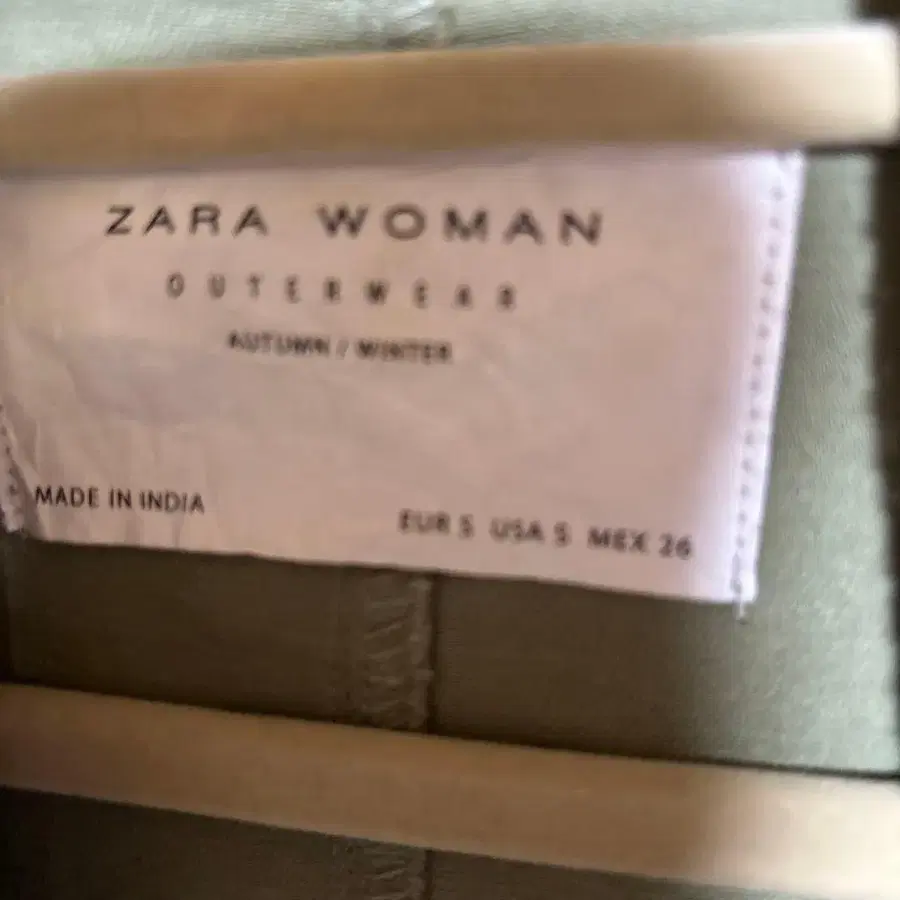 ZARA WOMAN
OUTERWEAR
AUTUMN / WINTER
MADE IN INDIA
EUR S USA S MEX 26